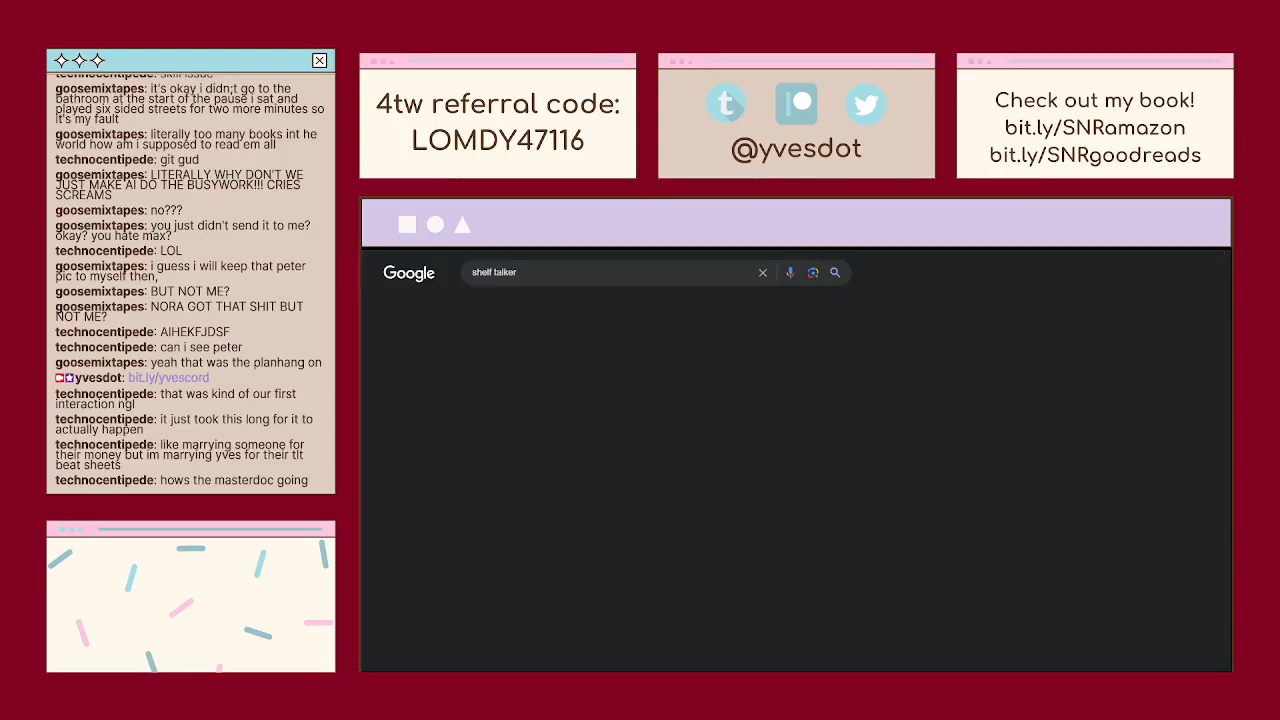 technocentipede: skill issue
goosemixtapes: it's okay i didn;t go to the
bathroom at the start of the pause i sat and
played six sided streets for two more minutes so
it's my fault
goosemixtapes: literally too many books int he
world how am i supposed to read em all
technocentipede: git gud
goosemixtapes: LITERALLY WHY DON'T WE
JUST MAKE AI DO THE BUSYWORK!!! CRIES
SCREAMS
goosemixtapes: no???
goosemixtapes: you just didn't send it to me?
okay? you hate max?
technocentipede: LOL
goosemixtapes: i guess i will keep that peter
pic to myself then,
goosemixtapes: BUT NOT ME?
goosemixtapes: NORA GOT THAT SHIT BUT
NOT ME?
technocentipede: AIHEKFJDSF
technocentipede: can i see peter
goosemixtapes: yeah that was the planhang on
yvesdot: bit.ly/yvescord
technocentipede: that was kind of our first
interaction ngl
technocentipede: it just took this long for it to
actually happen
technocentipede: like marrying someone for
their money but im marrying yves for their tlt
beat sheets
technocentipede: hows the masterdoc going
4tw referral code:
LOMDY47116
@yvesdot
Check out my book!
bit.ly/SNRamazon
bit.ly/SNRgoodreads
Google
shelf talker